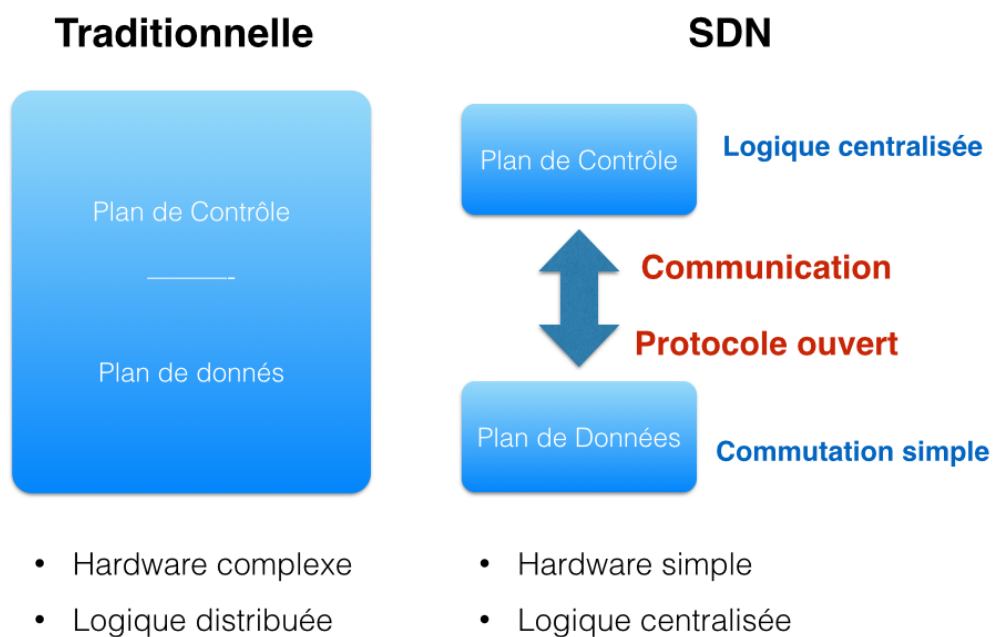 Traditionnelle
Plan de Contrôle
————-
Plan de donnés
• Hardware complexe
• Logique distribuée
SDN
Plan de Contrôle
Logique centralisée
Communication
Protocole ouvert
Plan de Données
Commutation simple
• Hardware simple
• Logique centralisée